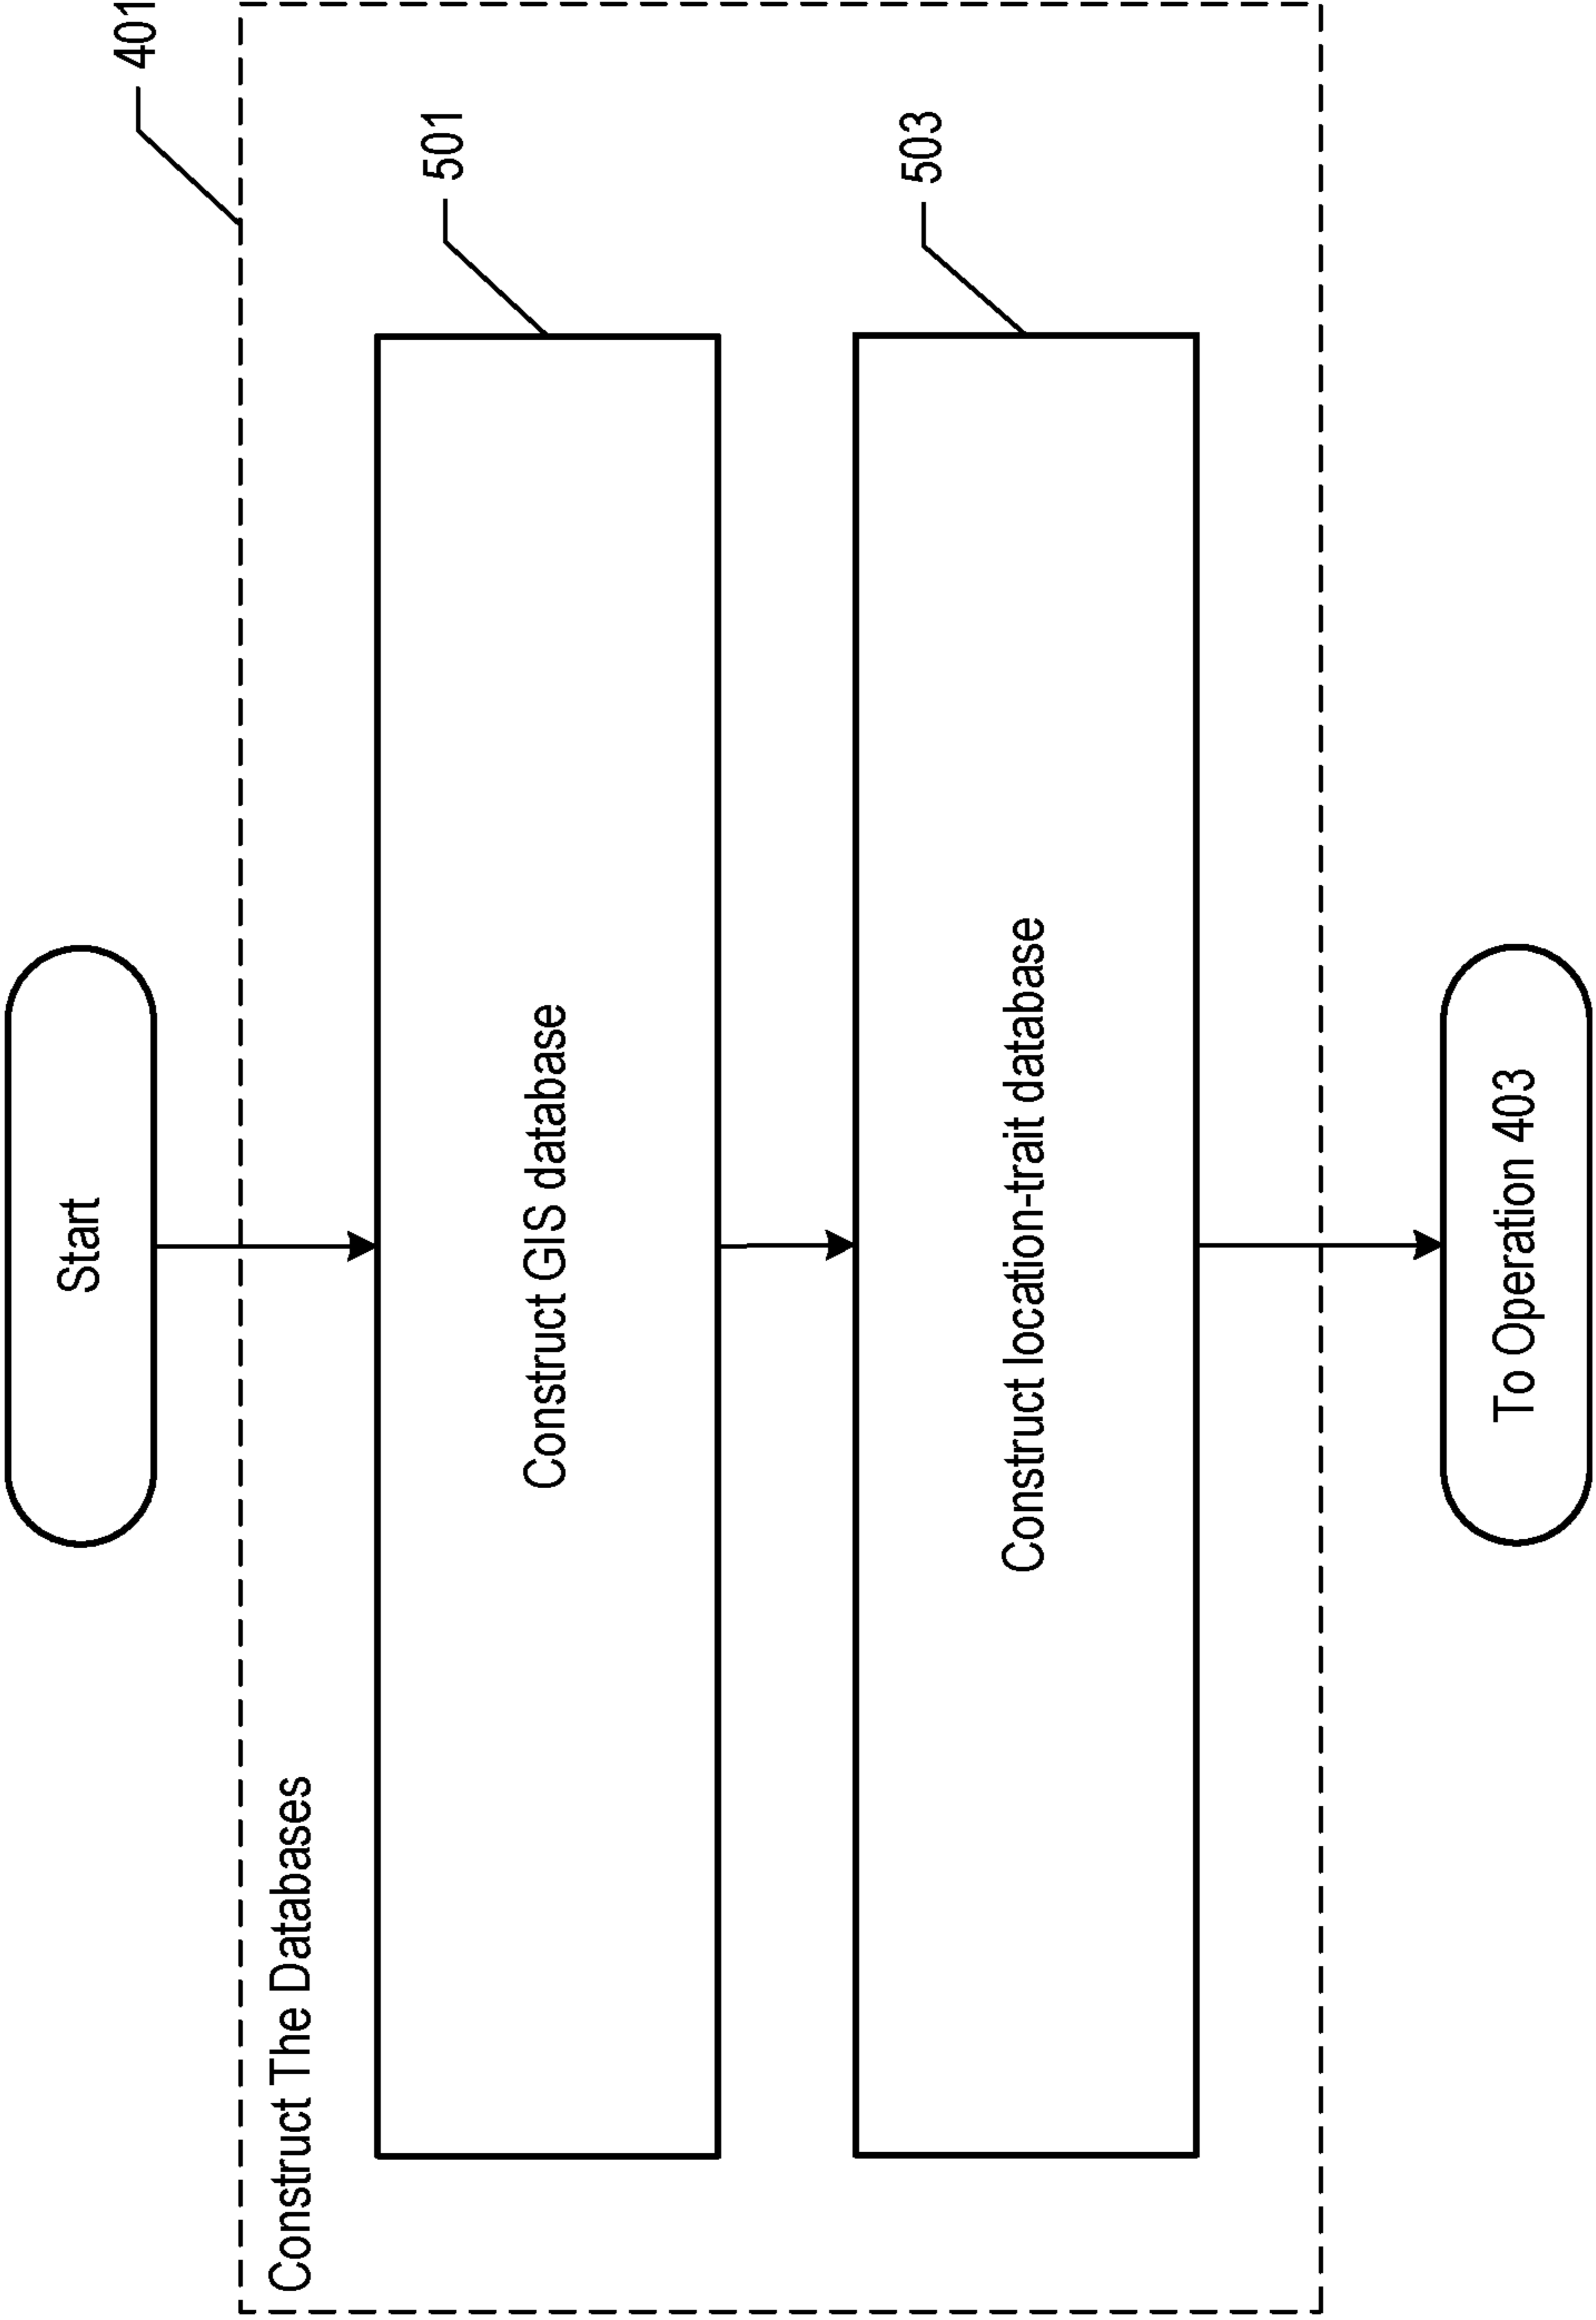 Start
401
Construct The Databases
501
Construct GIS database
503
Construct location-trait database
To Operation 403